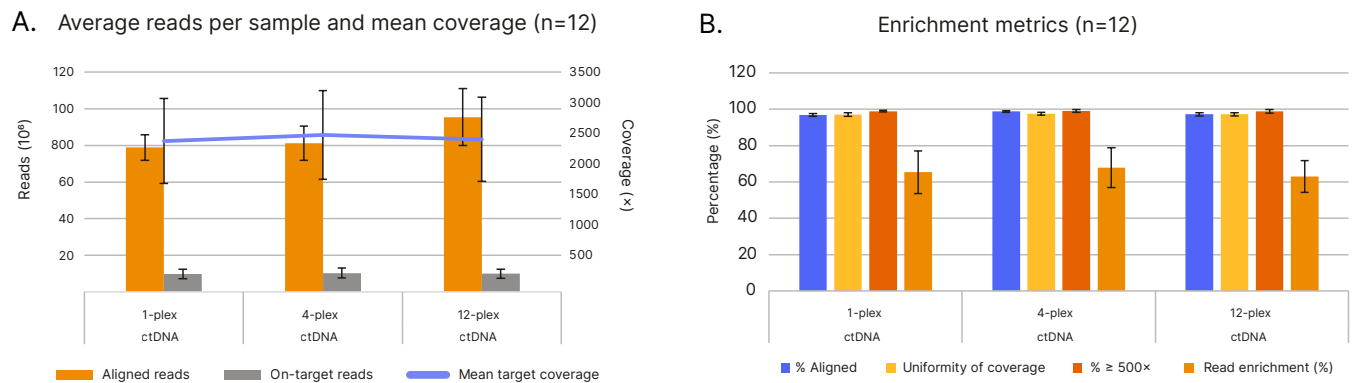 A. Average reads per sample and mean coverage (n=12)
120
100
800
60
40
20
Reads (10⁶)
3500
3000
2500
2000
1500
1000
500
Coverage (×)
1-plex
ctDNA
4-plex
ctDNA
12-plex
ctDNA
Aligned reads
On-target reads
Mean target coverage
B. Enrichment metrics (n=12)
120
100
80
60
40
20
0
Percentage (%)
1-plex
ctDNA
4-plex
ctDNA
12-plex
ctDNA
% Aligned
Uniformity of coverage
% ≥ 500×
Read enrichment (%)